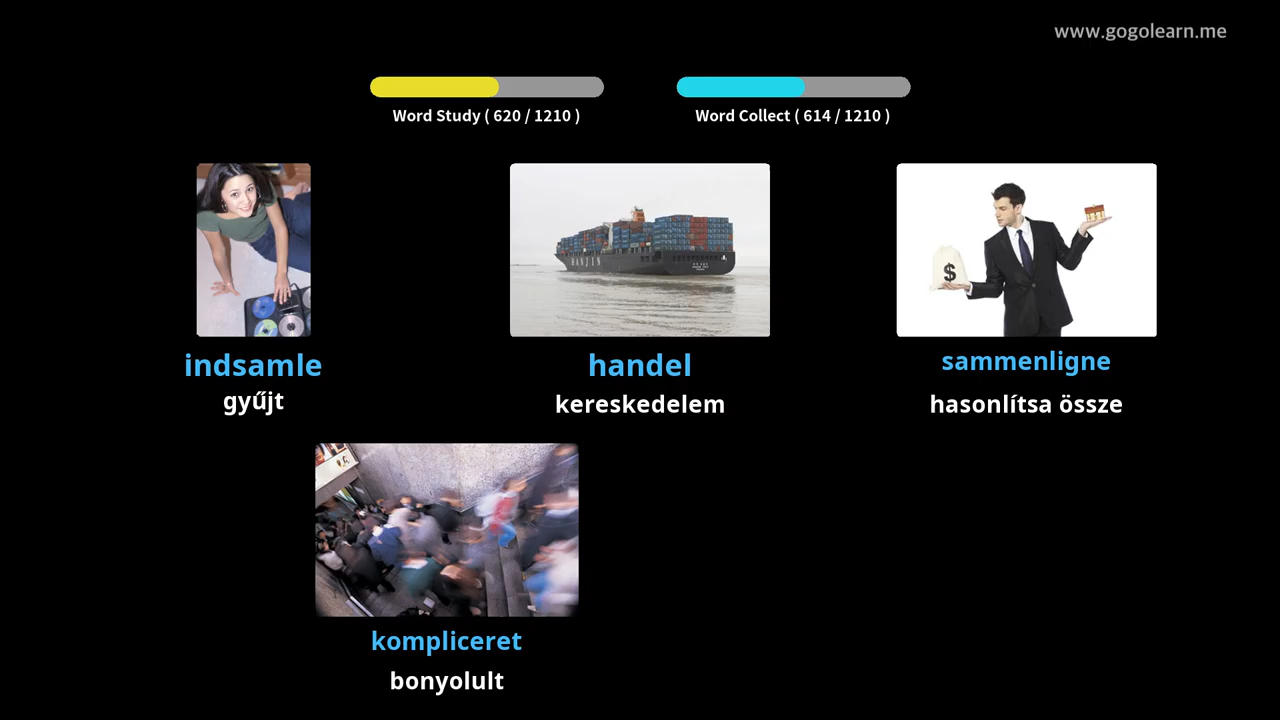 www.gogolearn.me
Word Study ( 620 / 1210 )
Word Collect ( 614 / 1210 )
HANJIN
$
indsamle
gyűjt
handel
kereskedelem
sammenligne
hasonlítsa össze
kompliceret
bonyolult